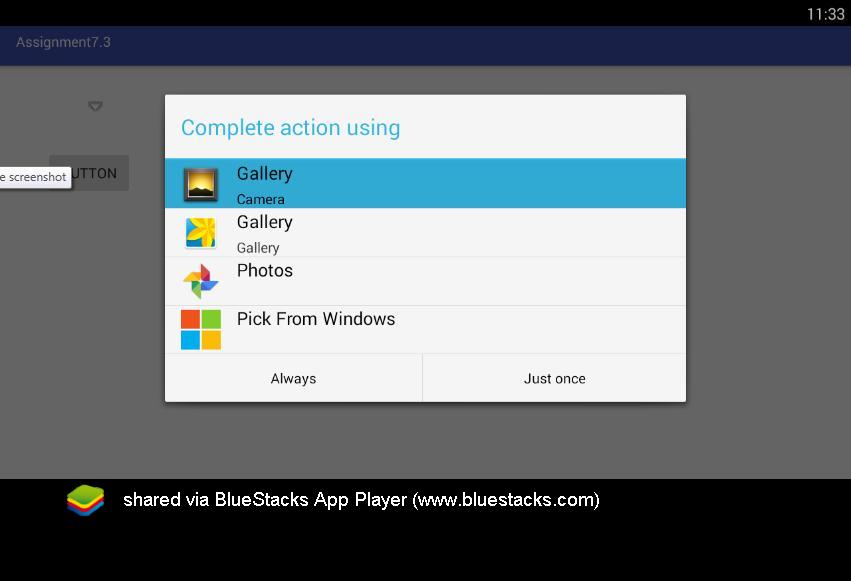 11:33
Assignment7.3
Complete action using
Gallery
Camera
UTTON
e screenshot
Gallery
Gallery
Photos
Pick From Windows
Always
Just once
shared via BlueStacks App Player (www.bluestacks.com)